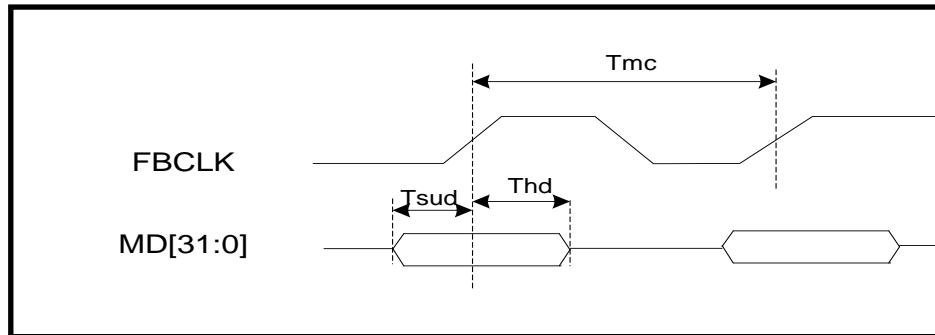 Tmc
FBCLK
Tsud
Thd
MD[31:0]